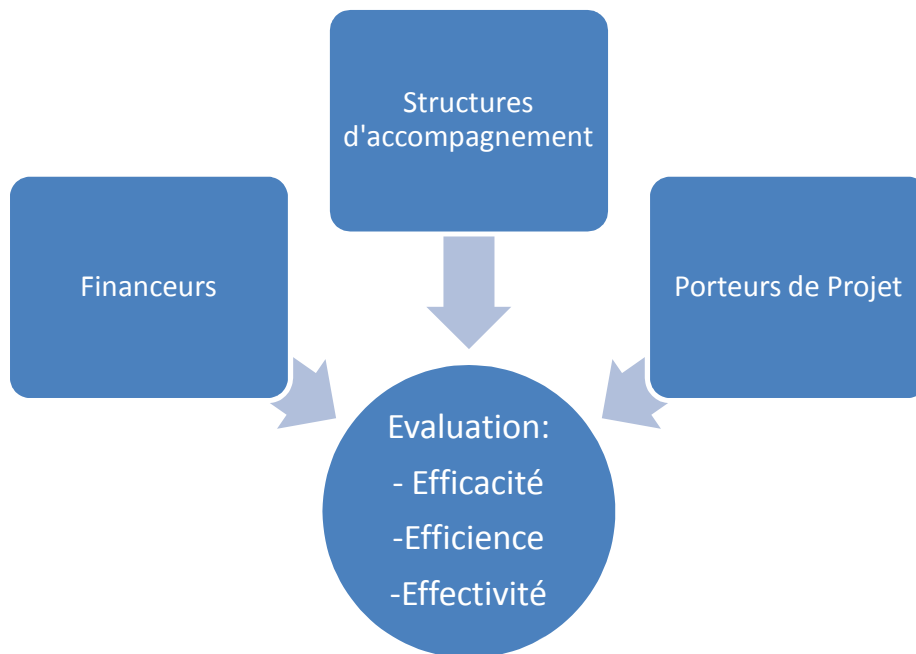 Structures
d'accompagnement
Financeurs
Porteurs de Projet
Evaluation:
- Efficacité
-Efficience
-Effectivité